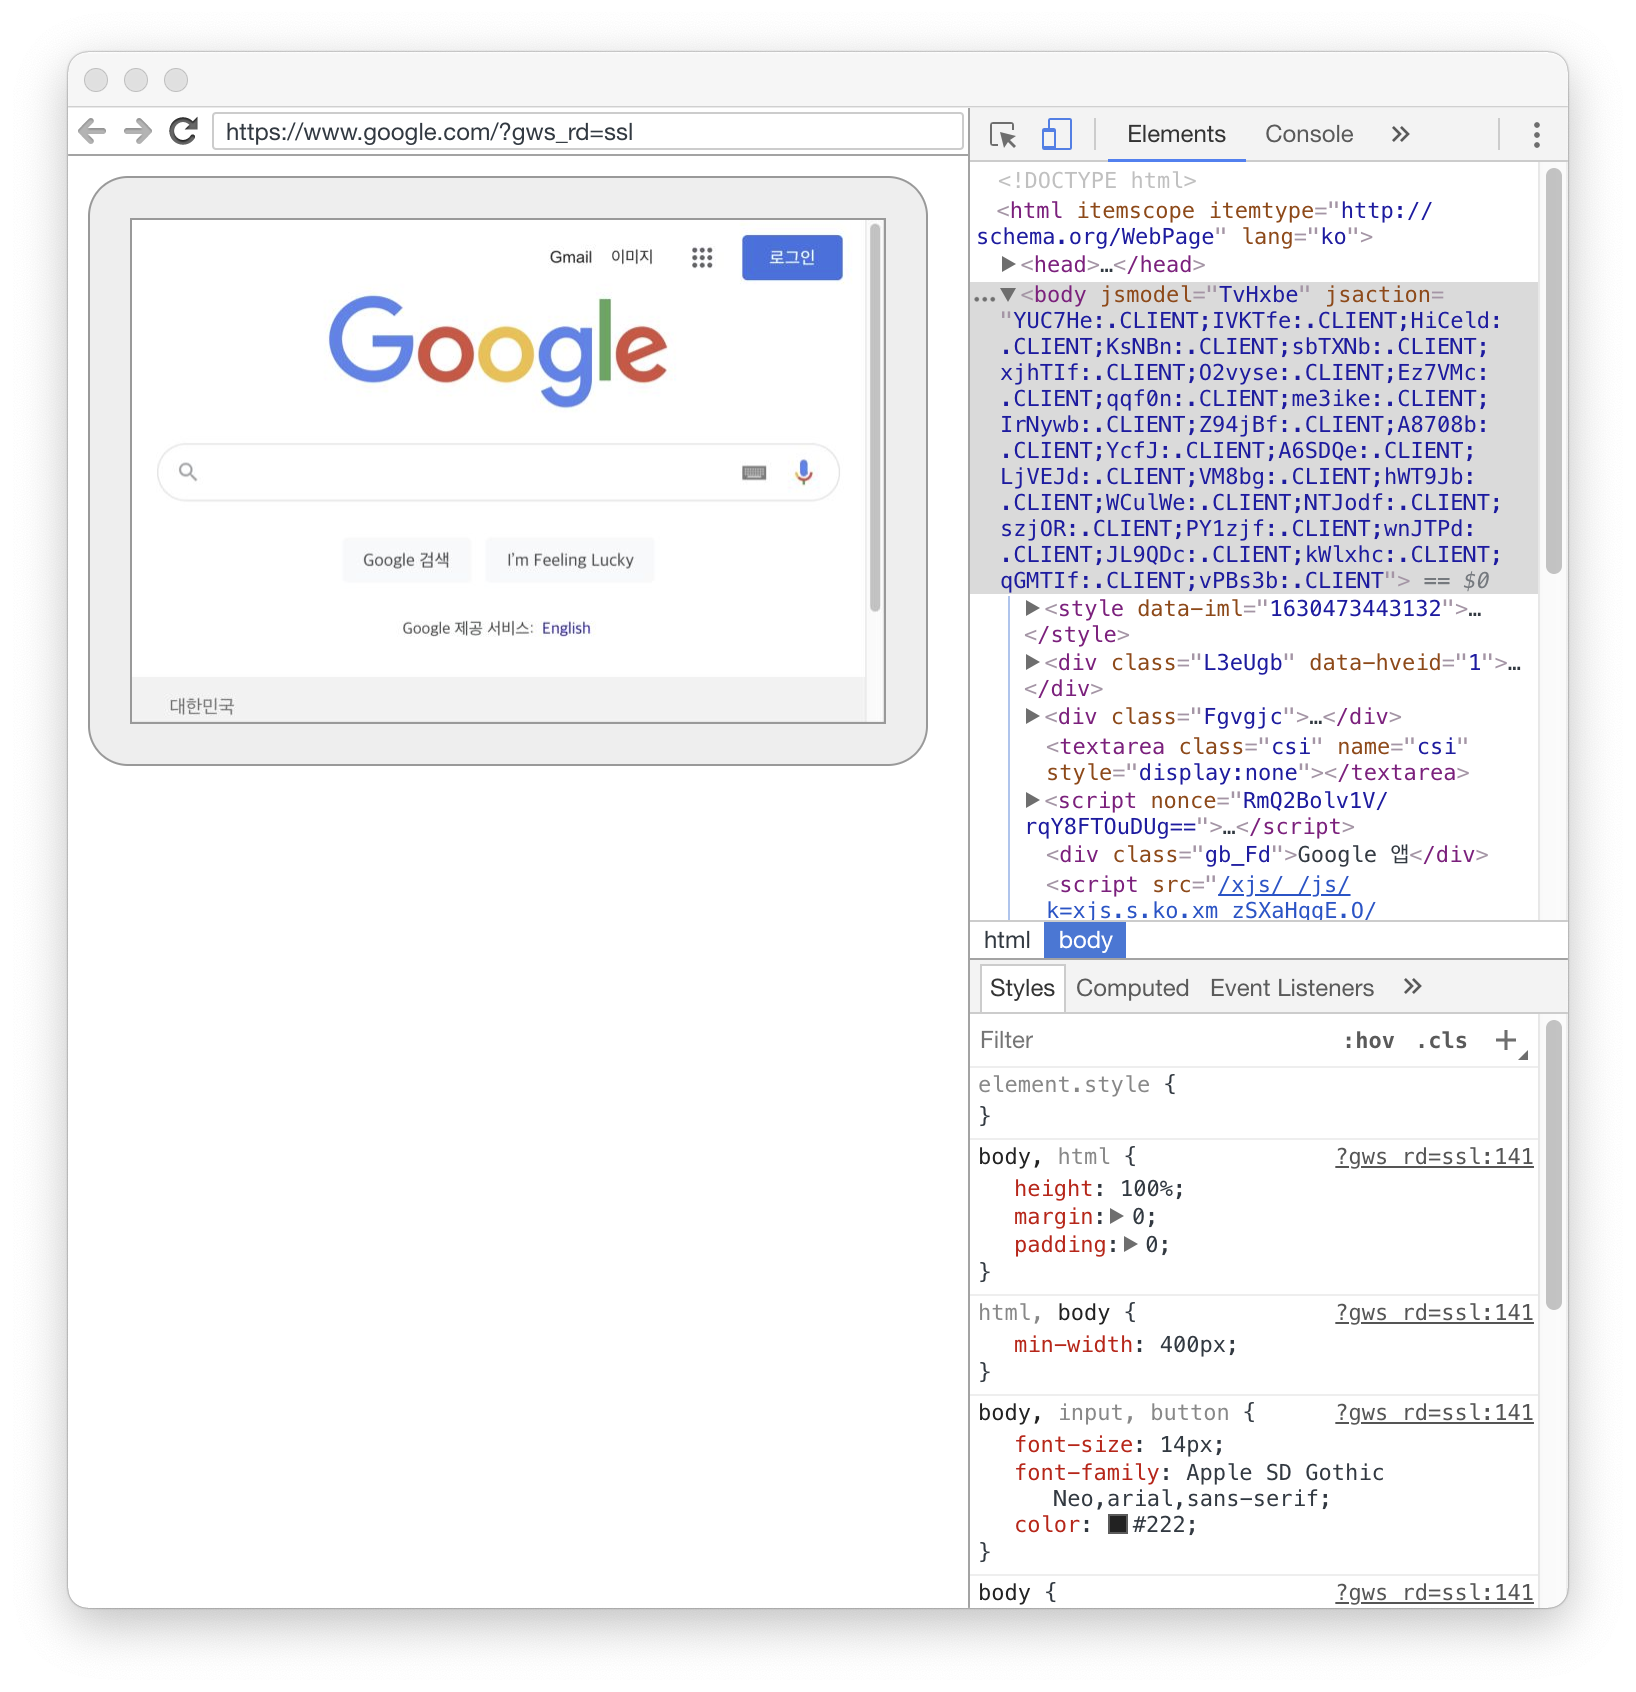 https://www.google.com/?gws_rd=ssl
Gmail 이미지 로그인
Google
Google 검색 I'm Feeling Lucky
Google 제공 서비스: English
대한민국
Elements Console »
<!DOCTYPE html>
<html itemscope itemtype="http://
schema.org/WebPage" lang="ko">
▶<head>…</head>
…▼<body jsmodel="TvHxbe" jsaction=
"YUC7He:.CLIENT;IVKTfe:.CLIENT;HiCeld:
.CLIENT;KsNBn:.CLIENT;sbTXNb:.CLIENT;
xjhTIf:.CLIENT;O2vyse:.CLIENT;Ez7VMc:
.CLIENT;qqf0n:.CLIENT;me3ike:.CLIENT;
IrNywb:.CLIENT;Z94jBf:.CLIENT;A8708b:
.CLIENT;YcfJ:.CLIENT;A6SDQe:.CLIENT;
LjVEJd:.CLIENT;VM8bg:.CLIENT;hWT9Jb:
.CLIENT;WCulWe:.CLIENT;NTJodf:.CLIENT;
szjOR:.CLIENT;PY1zjf:.CLIENT;wnJTPd:
.CLIENT;JL9QDc:.CLIENT;kWlxhc:.CLIENT;
qGMTIf:.CLIENT;vPBs3b:.CLIENT"> == $0
▶<style data-iml="1630473443132">…
</style>
▶<div class="L3eUgb" data-hveid="1">…
</div>
▶<div class="Fgvgjc">…</div>
<textarea class="csi" name="csi"
style="display:none"></textarea>
▶<script nonce="RmQ2Bolv1V/
rqY8FTOuDUg==">…</script>
<div class="gb_Fd">Google 앱</div>
<script src="/xjs/_/js/
k=xjs.s.ko.xm_zSXaHqgE.O/
html body
Styles Computed Event Listeners »
Filter :hov .cls +
element.style {
}
body, html { ?gws_rd=ssl:141
height: 100%;
margin:▶ 0;
padding:▶ 0;
}
html, body { ?gws_rd=ssl:141
min-width: 400px;
}
body, input, button { ?gws_rd=ssl:141
font-size: 14px;
font-family: Apple SD Gothic
Neo,arial,sans-serif;
color: #222;
}
body { ?gws_rd=ssl:141